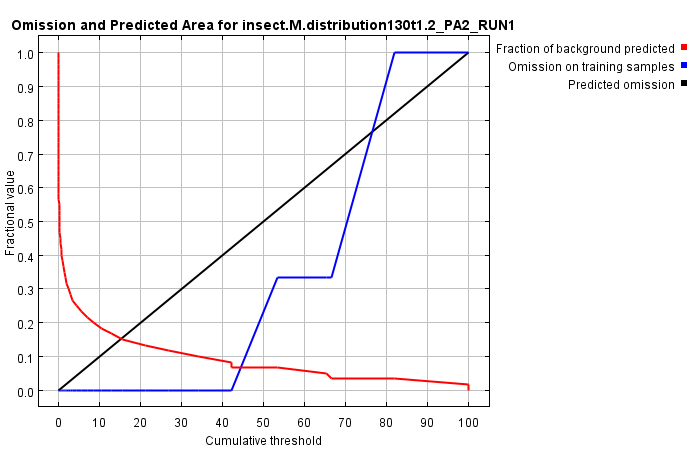 Omission and Predicted Area for insect.M.distribution130t1.2_PA2_RUN1
Fraction of background predicted
Omission on training samples
Predicted omission
1.0
0.9
0.8
0.7
0.6
0.5
0.4
0.3
0.2
0.1
0.0
Fractional value
0 10 20 30 40 50 60 70 80 90 100
Cumulative threshold